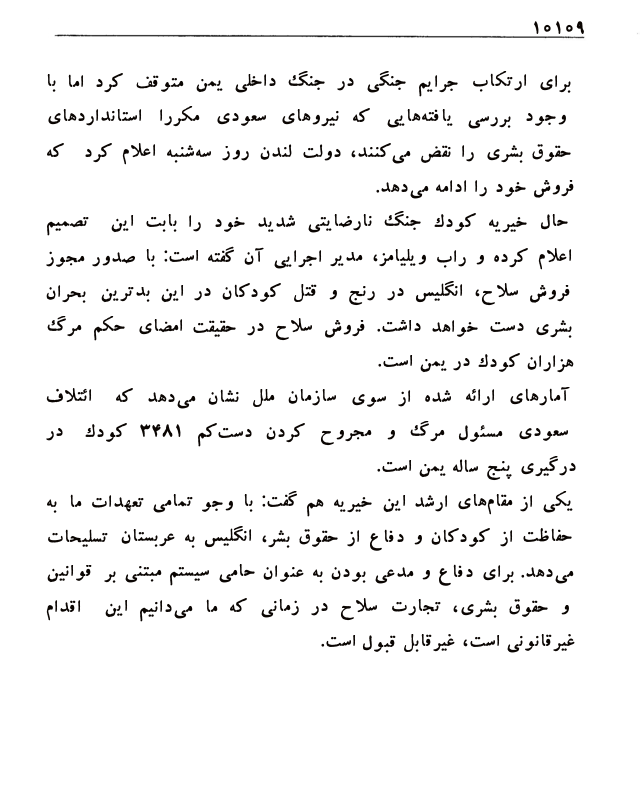 ۱۰۱۰۹
برای ارتکاب جرایم جنگی در جنگ داخلی یمن متوقف کرد اما با
وجود بررسی یافته‌هایی که نیروهای سعودی مکررا استانداردهای
حقوق بشری را نقض می‌کنند، دولت لندن روز سه‌شنبه اعلام کرد که
فروش خود را ادامه می‌دهد.
حال خیریه کودك جنگ نارضایتی شدید خود را بابت این تصمیم
اعلام کرده و راب ویلیامز، مدیر اجرایی آن گفته است: با صدور مجوز
فروش سلاح، انگلیس در رنج و قتل کودکان در این بدترین بحران
بشری دست خواهد داشت. فروش سلاح در حقیقت امضای حکم مرگ
هزاران کودك در یمن است.
آمارهای ارائه شده از سوی سازمان ملل نشان می‌دهد که ائتلاف
سعودی مسئول مرگ و مجروح کردن دست‌کم ۳۴۸۱ کودك در
درگیری پنج ساله یمن است.
یکی از مقام‌های ارشد این خیریه هم گفت: با وجو تمامی تعهدات ما به
حفاظت از کودکان و دفاع از حقوق بشر، انگلیس به عربستان تسلیحات
می‌دهد. برای دفاع و مدعی بودن به عنوان حامی سیستم مبتنی بر قوانین
و حقوق بشری، تجارت سلاح در زمانی که ما می‌دانیم این اقدام
غیرقانونی است، غیرقابل قبول است.